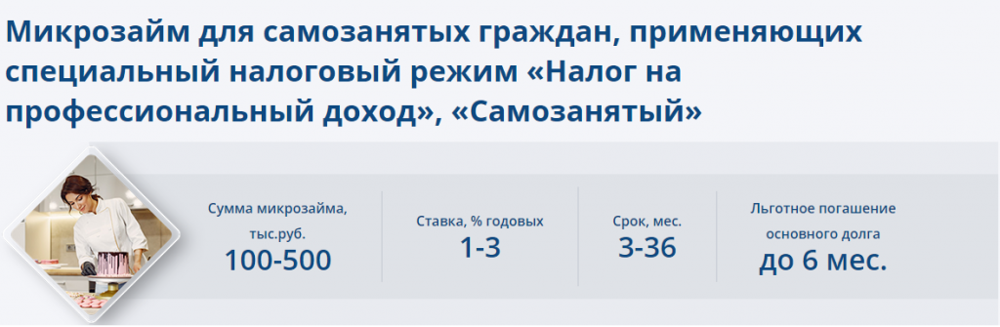 Микрозайм для самозанятых граждан, применяющих
специальный налоговый режим «Налог на
профессиональный доход», «Самозанятый»
Сумма микрозайма,
тыс.руб.
100-500
Ставка, % годовых
1-3
Срок, мес.
3-36
Льготное погашение
основного долга
до 6 мес.